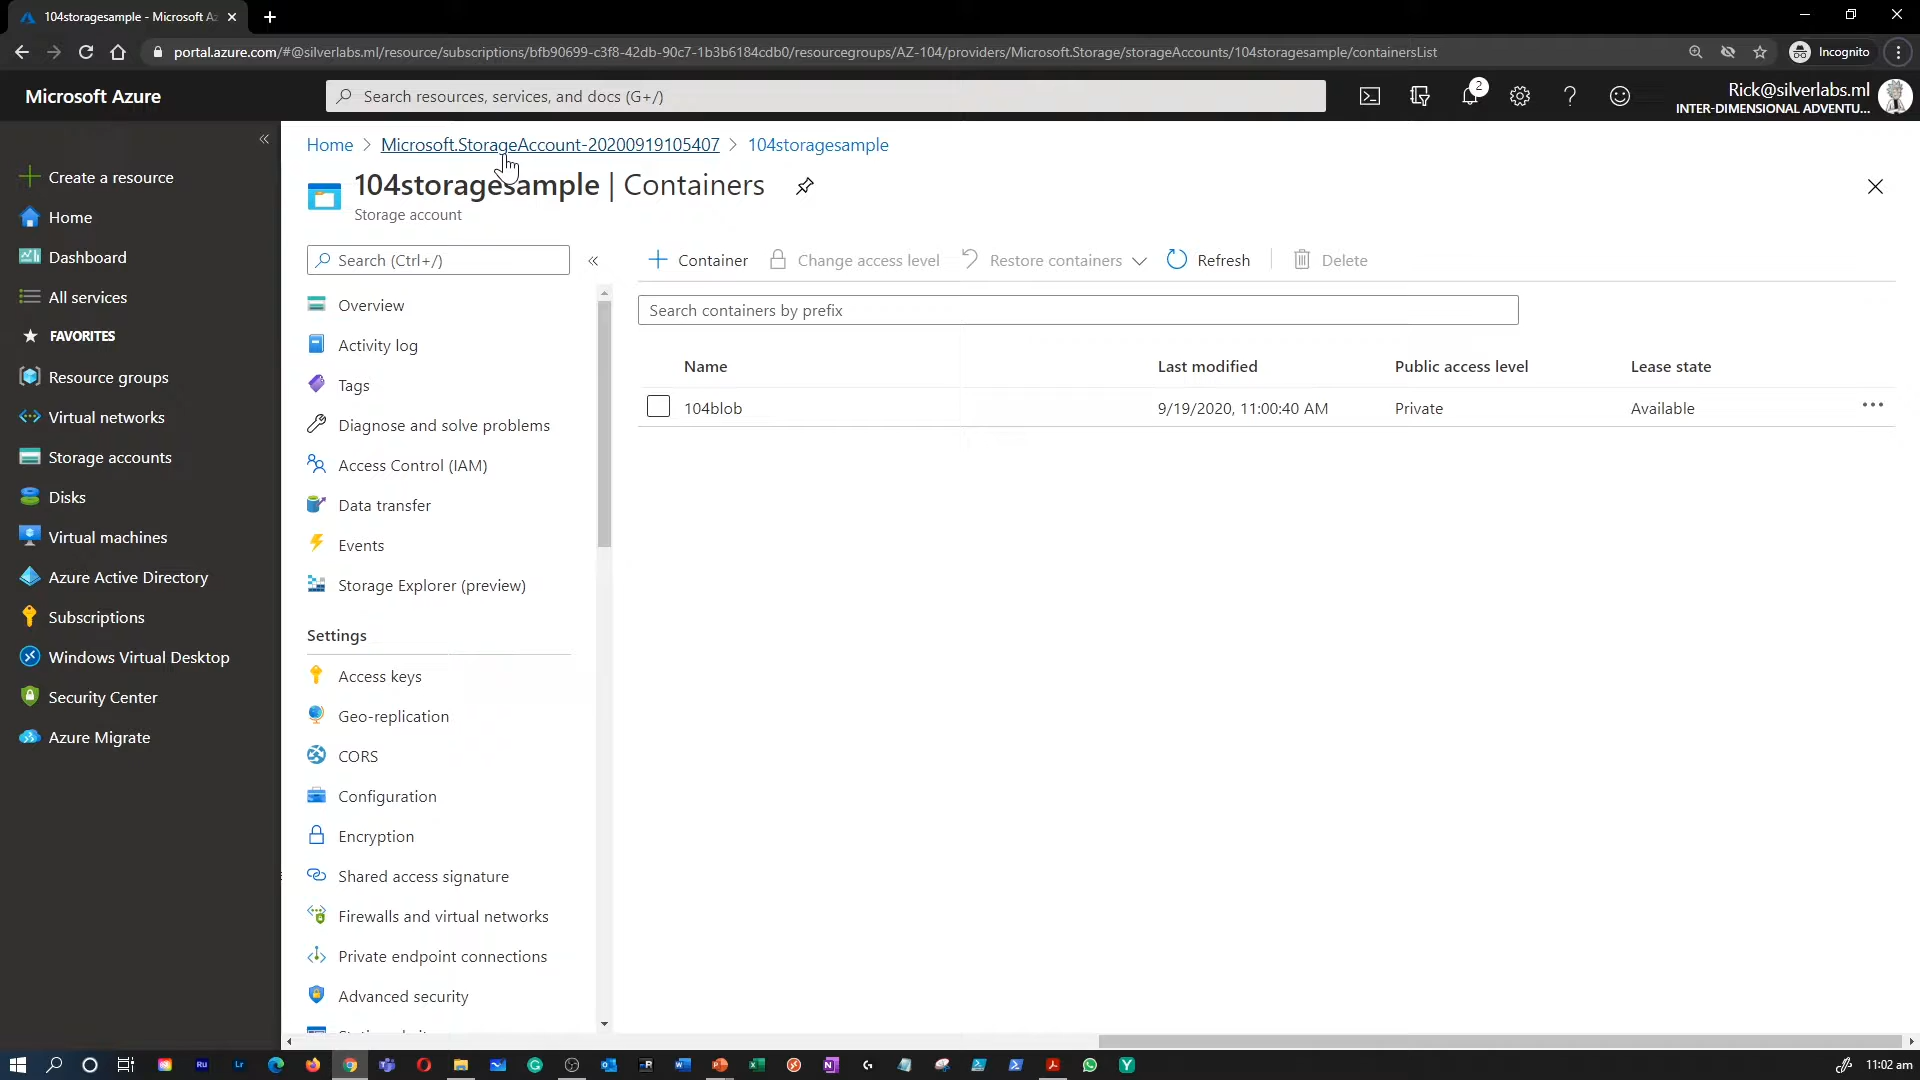 104storagesample - Microsoft Az
portal.azure.com/#@silverlabs.ml/resource/subscriptions/bfb90699-c3f8-42db-90c7-1b3b6184cdb0/resourcegroups/AZ-104/providers/Microsoft.Storage/storageAccounts/104storagesample/containersList
Incognito
Microsoft Azure
Search resources, services, and docs (G+/)
2
Rick@silverlabs.ml
INTER-DIMENSIONAL ADVENTU...
Create a resource
Home
Dashboard
All services
FAVORITES
Resource groups
Virtual networks
Storage accounts
Disks
Virtual machines
Azure Active Directory
Subscriptions
Windows Virtual Desktop
Security Center
Azure Migrate
Home > Microsoft.StorageAccount-20200919105407 > 104storagesample
104storagesample | Containers
Storage account
Search (Ctrl+/)
Overview
Activity log
Tags
Diagnose and solve problems
Access Control (IAM)
Data transfer
Events
Storage Explorer (preview)
Settings
Access keys
Geo-replication
CORS
Configuration
Encryption
Shared access signature
Firewalls and virtual networks
Private endpoint connections
Advanced security
Container Change access level Restore containers Refresh Delete
Search containers by prefix
Name Last modified Public access level Lease state
104blob 9/19/2020, 11:00:40 AM Private Available
11:02 am